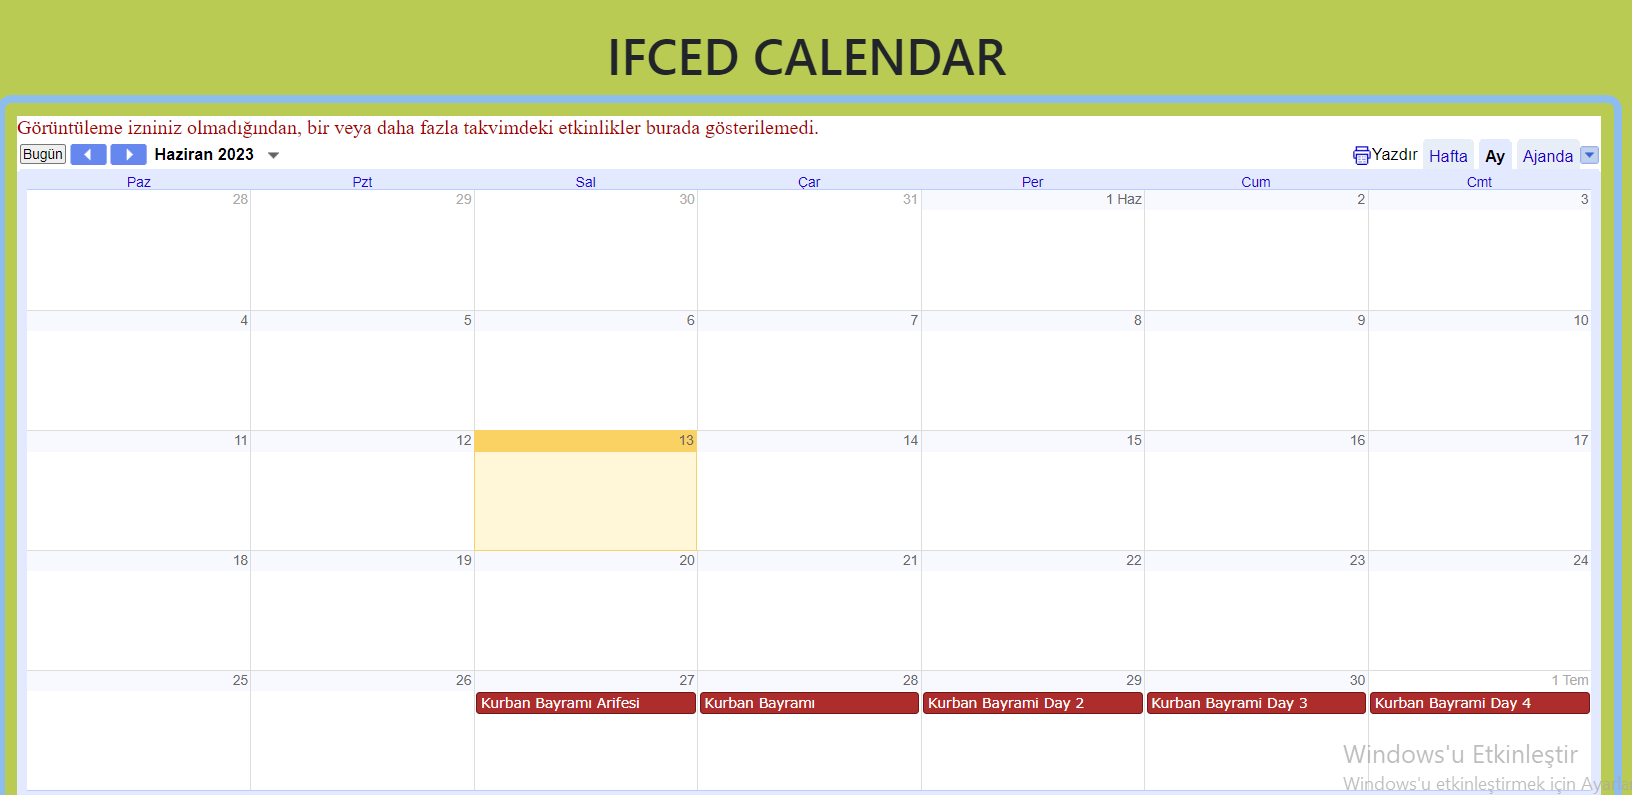 IFCED CALENDAR
Görüntüleme izniniz olmadığından, bir veya daha fazla takvimdeki etkinlikler burada gösterilemedi.
Bugün Haziran 2023 Yazdır Hafta Ay Ajanda
Paz Pzt Sal Çar Per Cum Cmt
28 29 30 31 1 Haz 2 3
4 5 6 7 8 9 10
11 12 13 14 15 16 17
18 19 20 21 22 23 24
25 26 27 28 29 30 1 Tem
Kurban Bayramı Arifesi Kurban Bayramı Kurban Bayrami Day 2 Kurban Bayrami Day 3 Kurban Bayrami Day 4
Windows'u Etkinleştir
Windows'u etkinleştirmek için